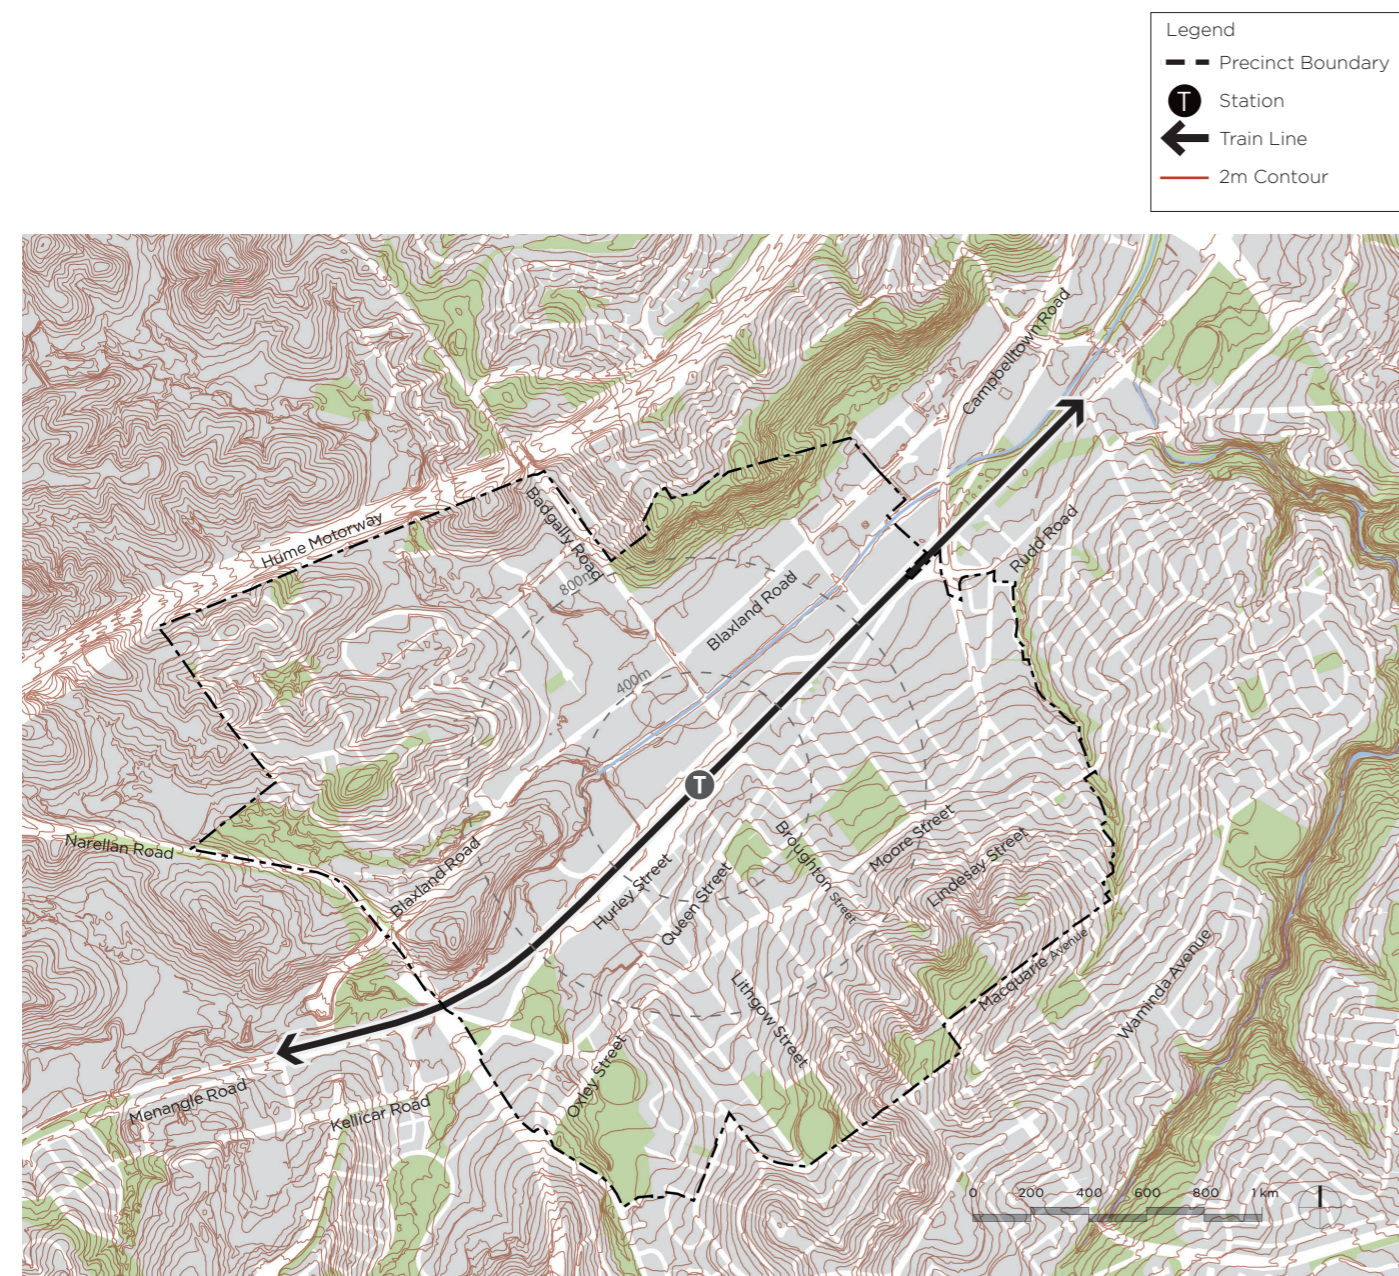 Legend
Precinct Boundary
T Station
Train Line
2m Contour
Campbelltown Road
Hume Motorway
Badgally Road
800m
Rudd Road
Blaxland Road
400m
T
Narellan Road
Blaxland Road
Hurley Street
Queen Street
Broughton Street
Moore Street
Lindesay Street
Macquarie Avenue
Waminda Avenue
Lithgow Street
Oxley Street
Menangle Road
Kellicar Road
0 200 400 600 800 1 km